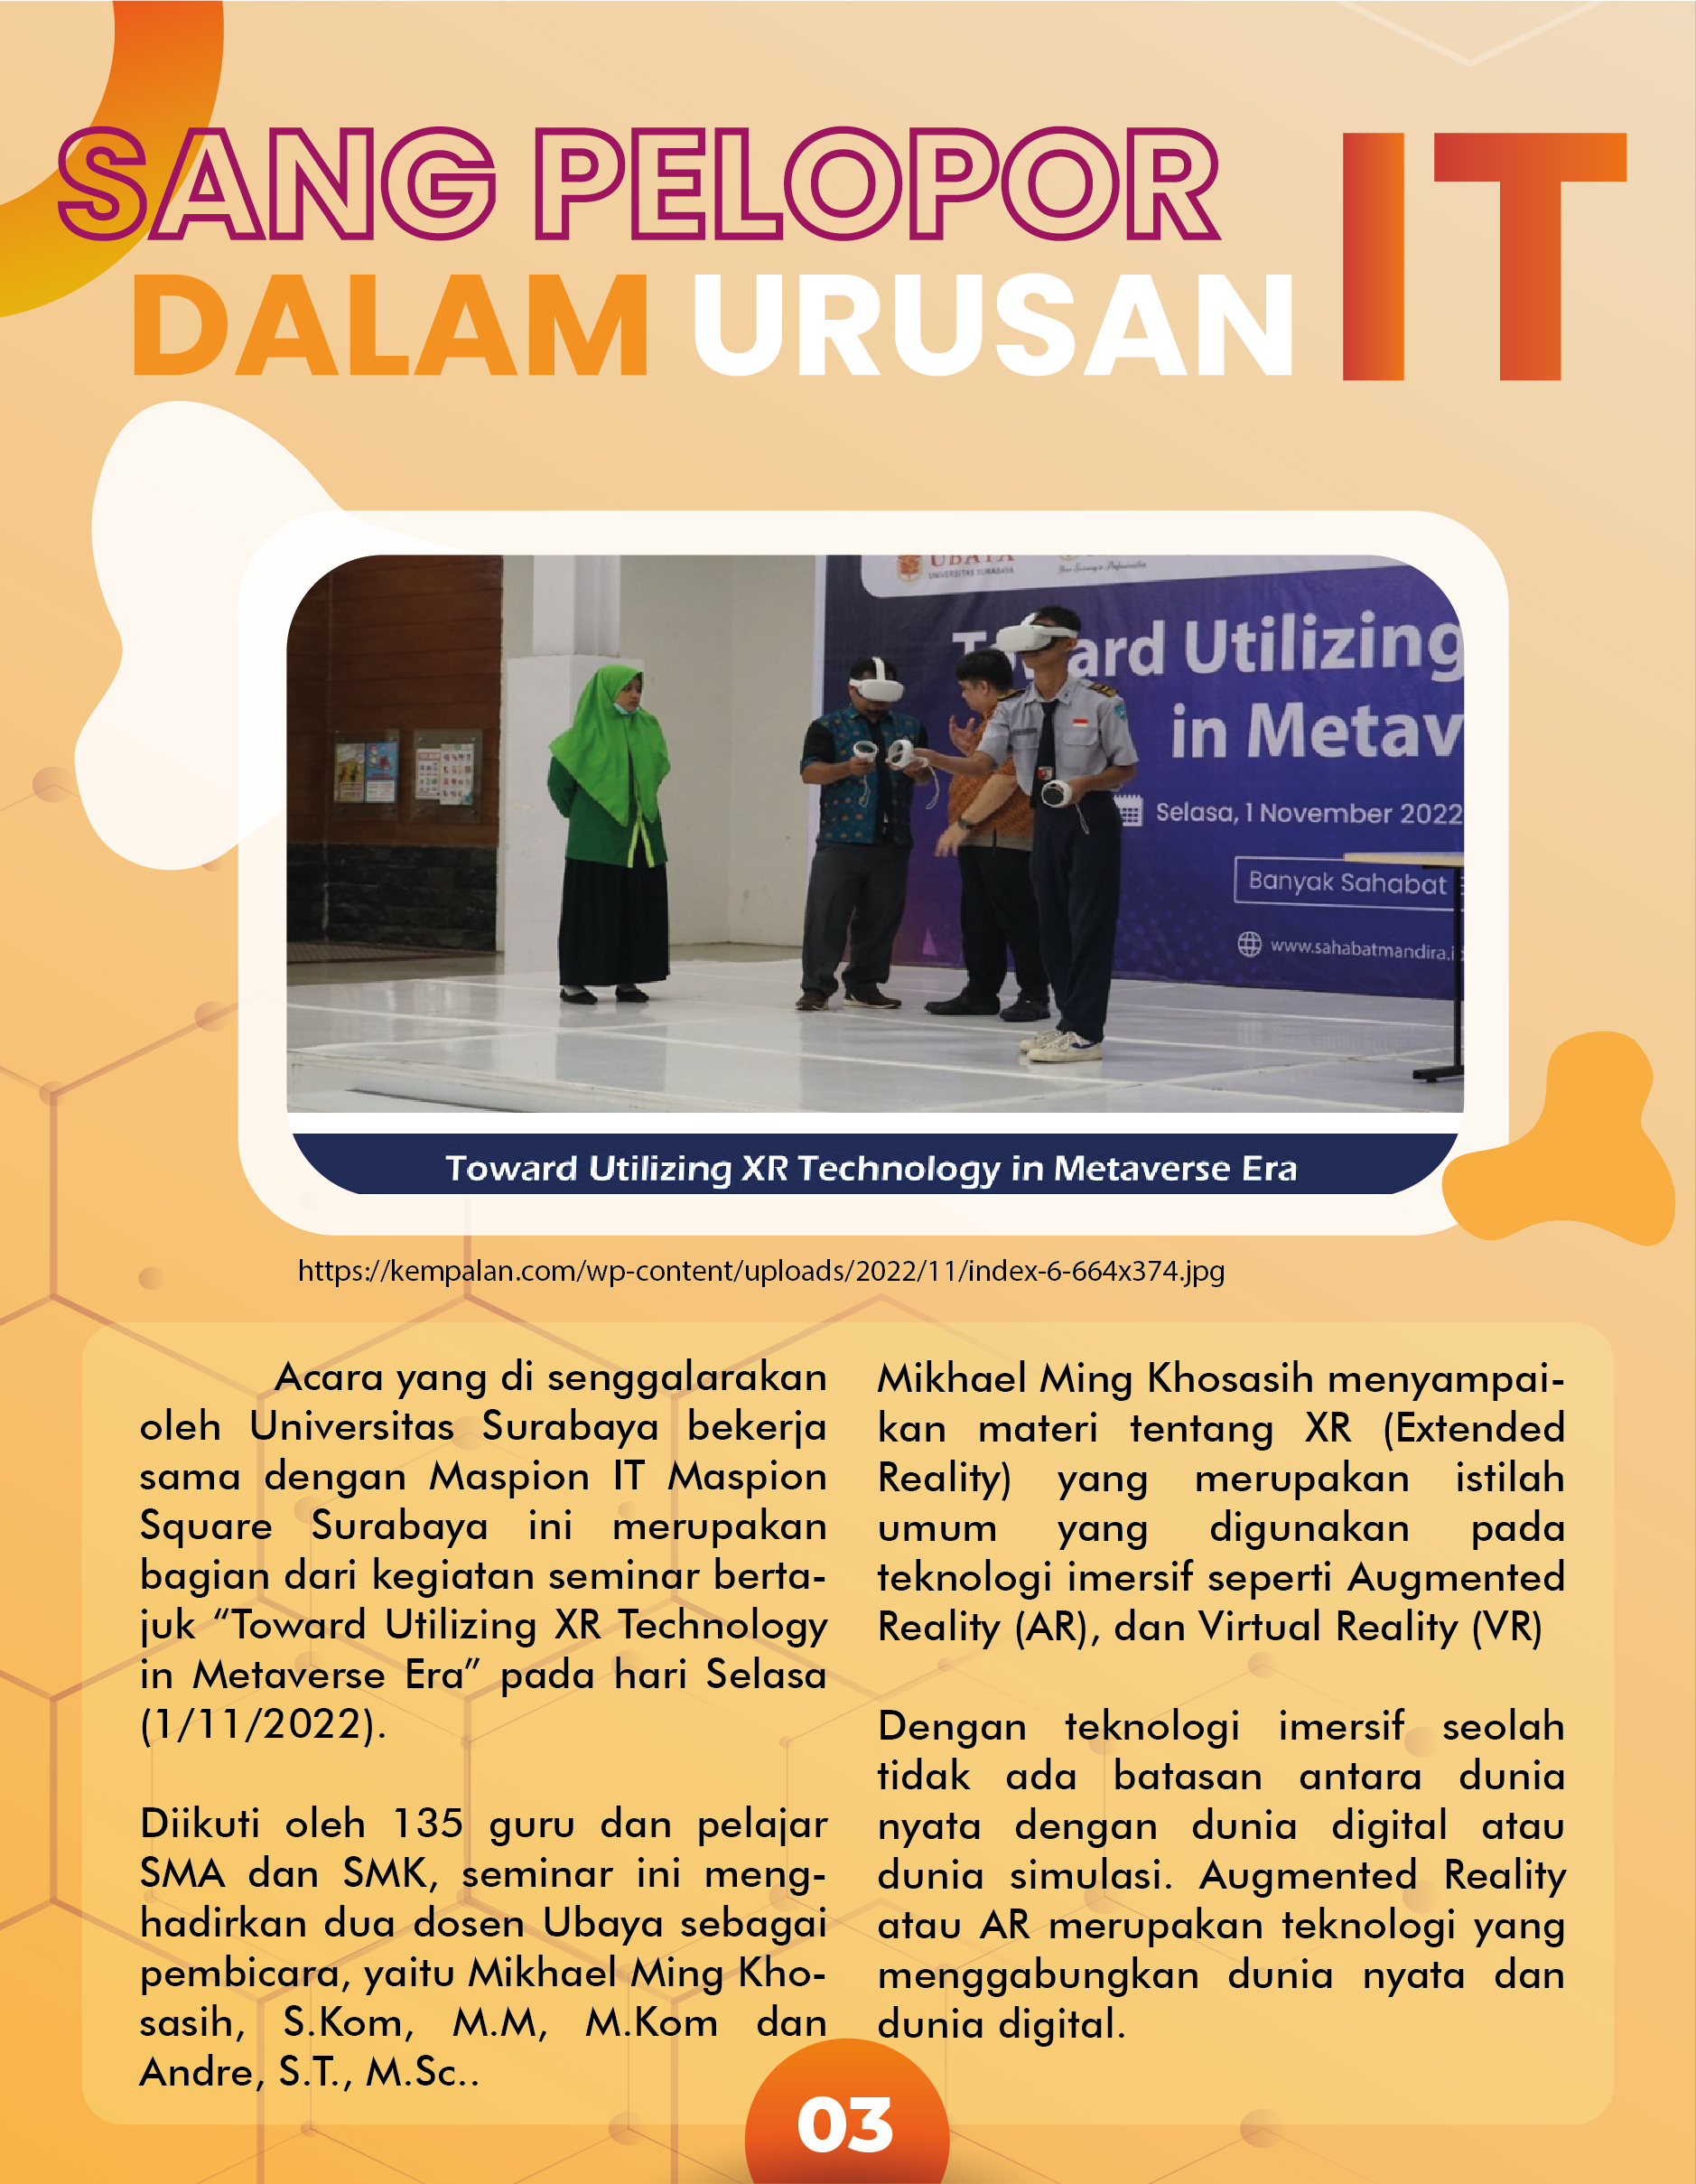 SANG PELOPOR
DALAM URUSAN IT
UBAYA
UNIVERSITAS SURABAYA
Toward Utilizing
in Metav
Selasa, 1 November 2022
Banyak Sahabat
www.sahabatmandira.i
Toward Utilizing XR Technology in Metaverse Era
https://kempalan.com/wp-content/uploads/2022/11/index-6-664x374.jpg
Acara yang di senggalarakan
oleh Universitas Surabaya bekerja
sama dengan Maspion IT Maspion
Square Surabaya ini merupakan
bagian dari kegiatan seminar berta-
juk “Toward Utilizing XR Technology
in Metaverse Era” pada hari Selasa
(1/11/2022).
Diikuti oleh 135 guru dan pelajar
SMA dan SMK, seminar ini meng-
hadirkan dua dosen Ubaya sebagai
pembicara, yaitu Mikhael Ming Kho-
sasih, S.Kom, M.M, M.Kom dan
Andre, S.T., M.Sc..
Mikhael Ming Khosasih menyampai-
kan materi tentang XR (Extended
Reality) yang merupakan istilah
umum yang digunakan pada
teknologi imersif seperti Augmented
Reality (AR), dan Virtual Reality (VR)
Dengan teknologi imersif seolah
tidak ada batasan antara dunia
nyata dengan dunia digital atau
dunia simulasi. Augmented Reality
atau AR merupakan teknologi yang
menggabungkan dunia nyata dan
dunia digital.
03